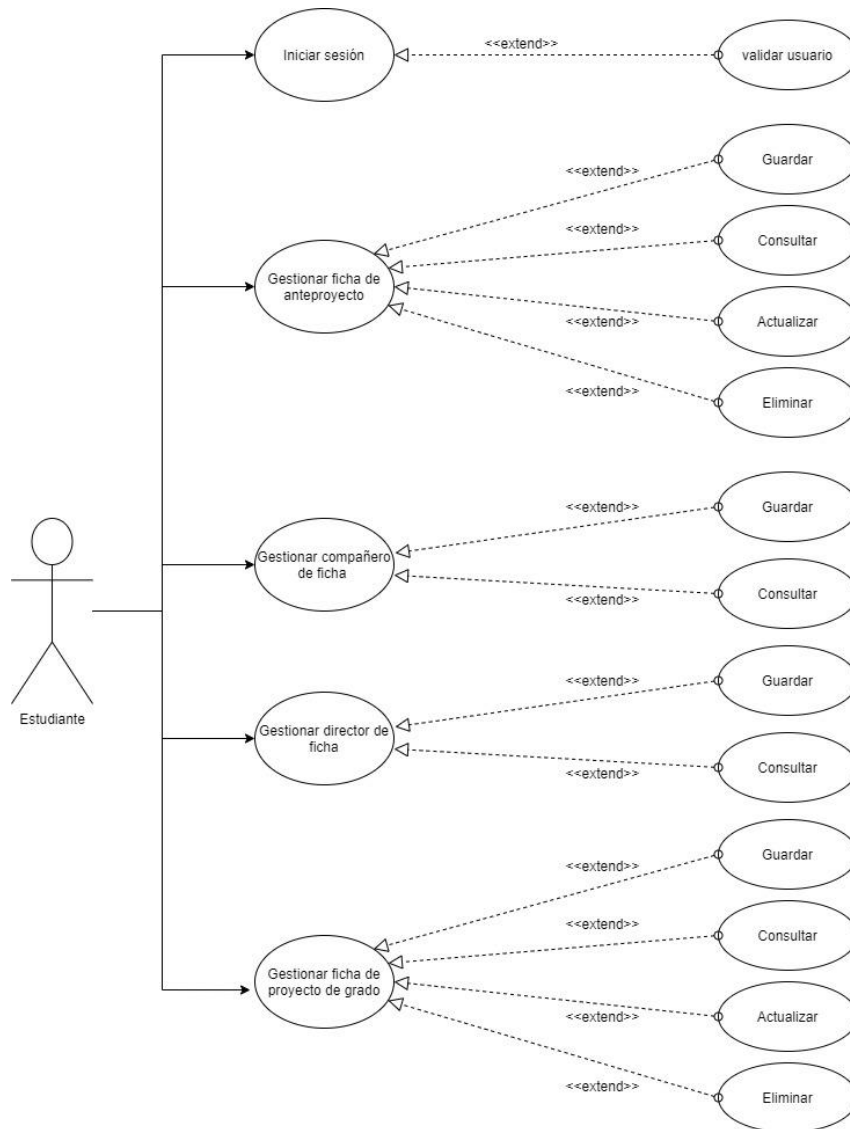 Iniciar sesión
<<extend>>
validar usuario
<<extend>>
Guardar
<<extend>>
Consultar
Gestionar ficha de
anteproyecto
<<extend>>
Actualizar
<<extend>>
Eliminar
<<extend>>
Guardar
Gestionar compañero
de ficha
<<extend>>
Consultar
<<extend>>
Guardar
Estudiante
Gestionar director de
ficha
<<extend>>
Consultar
<<extend>>
Guardar
<<extend>>
Consultar
Gestionar ficha de
proyecto de grado
<<extend>>
Actualizar
<<extend>>
Eliminar